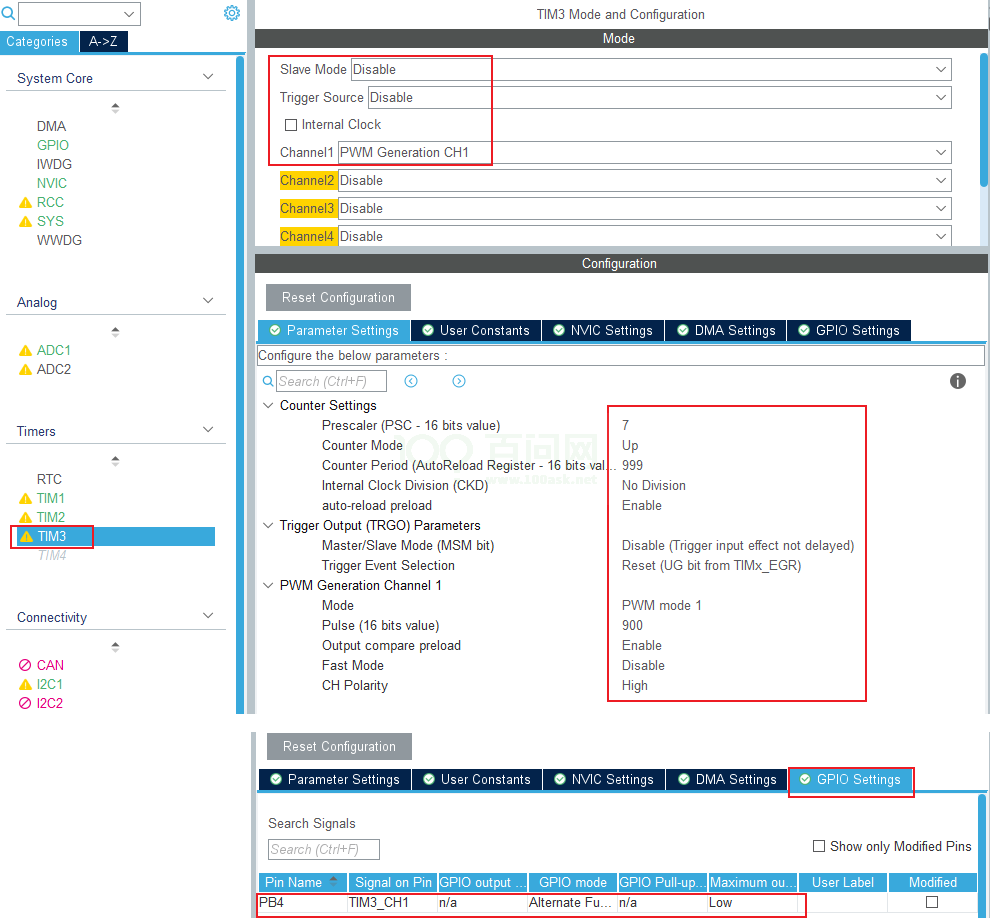 TIM3 Mode and Configuration
Categories
A->Z
System Core
DMA
GPIO
IWDG
NVIC
RCC
SYS
WWDG
Analog
ADC1
ADC2
Timers
RTC
TIM1
TIM2
TIM3
TIM4
Connectivity
CAN
I2C1
I2C2
Mode
Slave Mode Disable
Trigger Source Disable
Internal Clock
Channel1 PWM Generation CH1
Channel2 Disable
Channel3 Disable
Channel4 Disable
Configuration
Reset Configuration
Parameter Settings User Constants NVIC Settings DMA Settings GPIO Settings
Configure the below parameters :
Search (Ctrl+F)
Counter Settings
Prescaler (PSC - 16 bits value) 7
Counter Mode Up
Counter Period (AutoReload Register - 16 bits val... 999
Internal Clock Division (CKD) No Division
auto-reload preload Enable
Trigger Output (TRGO) Parameters
Master/Slave Mode (MSM bit) Disable (Trigger input effect not delayed)
Trigger Event Selection Reset (UG bit from TIMx_EGR)
PWM Generation Channel 1
Mode PWM mode 1
Pulse (16 bits value) 900
Output compare preload Enable
Fast Mode Disable
CH Polarity High
100 百问网
www.100ask.net
Reset Configuration
Parameter Settings User Constants NVIC Settings DMA Settings GPIO Settings
Search Signals
Search (Ctrl+F)
Show only Modified Pins
Pin Name Signal on Pin GPIO output ... GPIO mode GPIO Pull-up... Maximum ou... User Label Modified
PB4 TIM3_CH1 n/a Alternate Fu... n/a Low